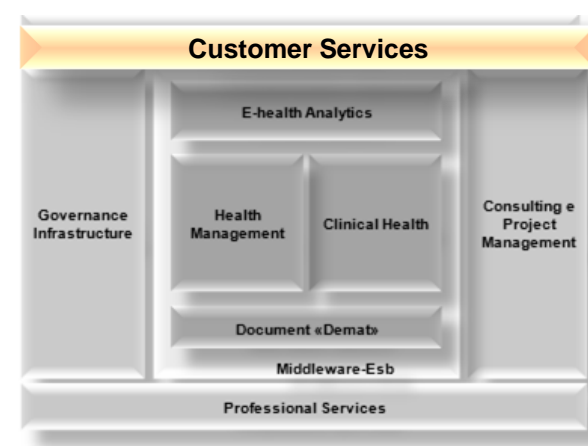 Customer Services
E-health Analytics
Governance
Infrastructure
Health
Management
Clinical Health
Consulting e
Project
Management
Document «Demat»
Middleware-Esb
Professional Services